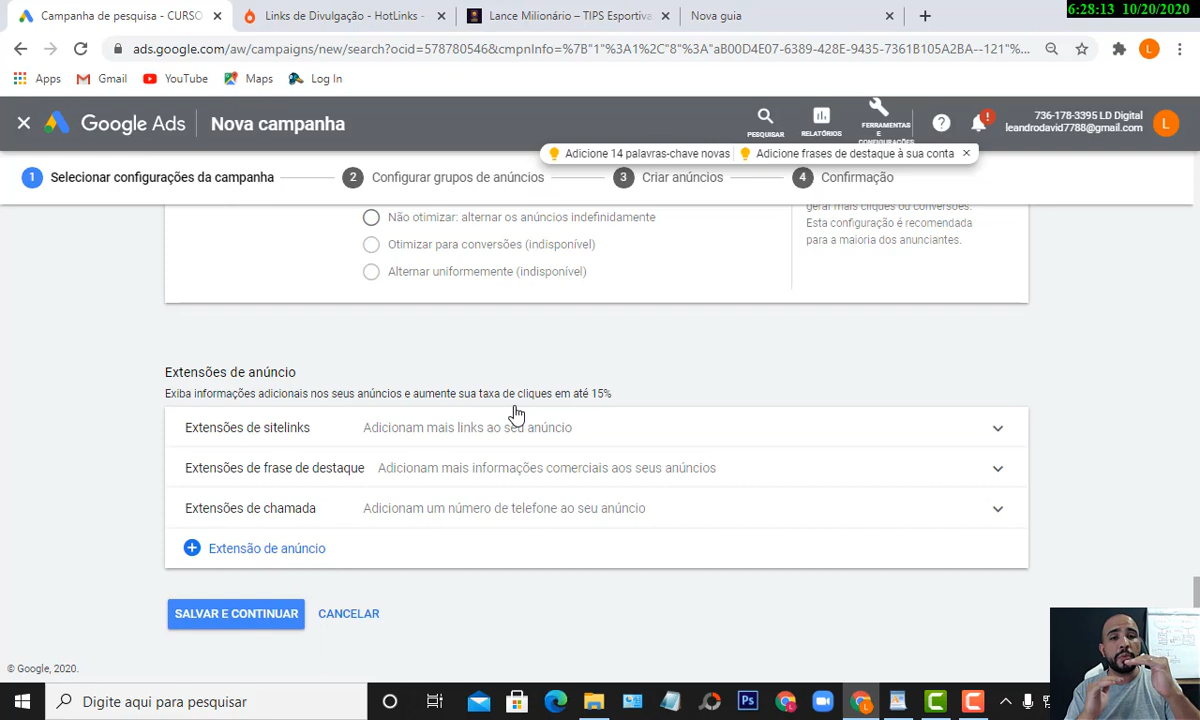 Campanha de pesquisa - CURSO
Links de Divulgação - HotLinks -
Lance Milionário – TIPS Esportiva
Nova guia
6:28:13 10/20/2020
ads.google.com/aw/campaigns/new/search?ocid=578780546&cmpnInfo=%7B"1"%3A1%2C"8"%3A"aB00D4E07-6389-428E-9435-7361B105A2BA--121"%...
L
Apps
Gmail
YouTube
Maps
Log In
Google Ads
Nova campanha
PESQUISAR
RELATÓRIOS
FERRAMENTAS
E
CONFIGURAÇÕES
736-178-3395 LD Digital
leandrodavid7788@gmail.com
L
Adicione 14 palavras-chave novas
Adicione frases de destaque à sua conta
1 Selecionar configurações da campanha
2 Configurar grupos de anúncios
3 Criar anúncios
4 Confirmação
Não otimizar: alternar os anúncios indefinidamente
Otimizar para conversões (indisponível)
Alternar uniformemente (indisponível)
geral mais cliques ou conversões.
Esta configuração é recomendada
para a maioria dos anunciantes.
Extensões de anúncio
Exiba informações adicionais nos seus anúncios e aumente sua taxa de cliques em até 15%
Extensões de sitelinks Adicionam mais links ao seu anúncio
Extensões de frase de destaque Adicionam mais informações comerciais aos seus anúncios
Extensões de chamada Adicionam um número de telefone ao seu anúncio
Extensão de anúncio
SALVAR E CONTINUAR CANCELAR
© Google, 2020.
Digite aqui para pesquisar
Ps